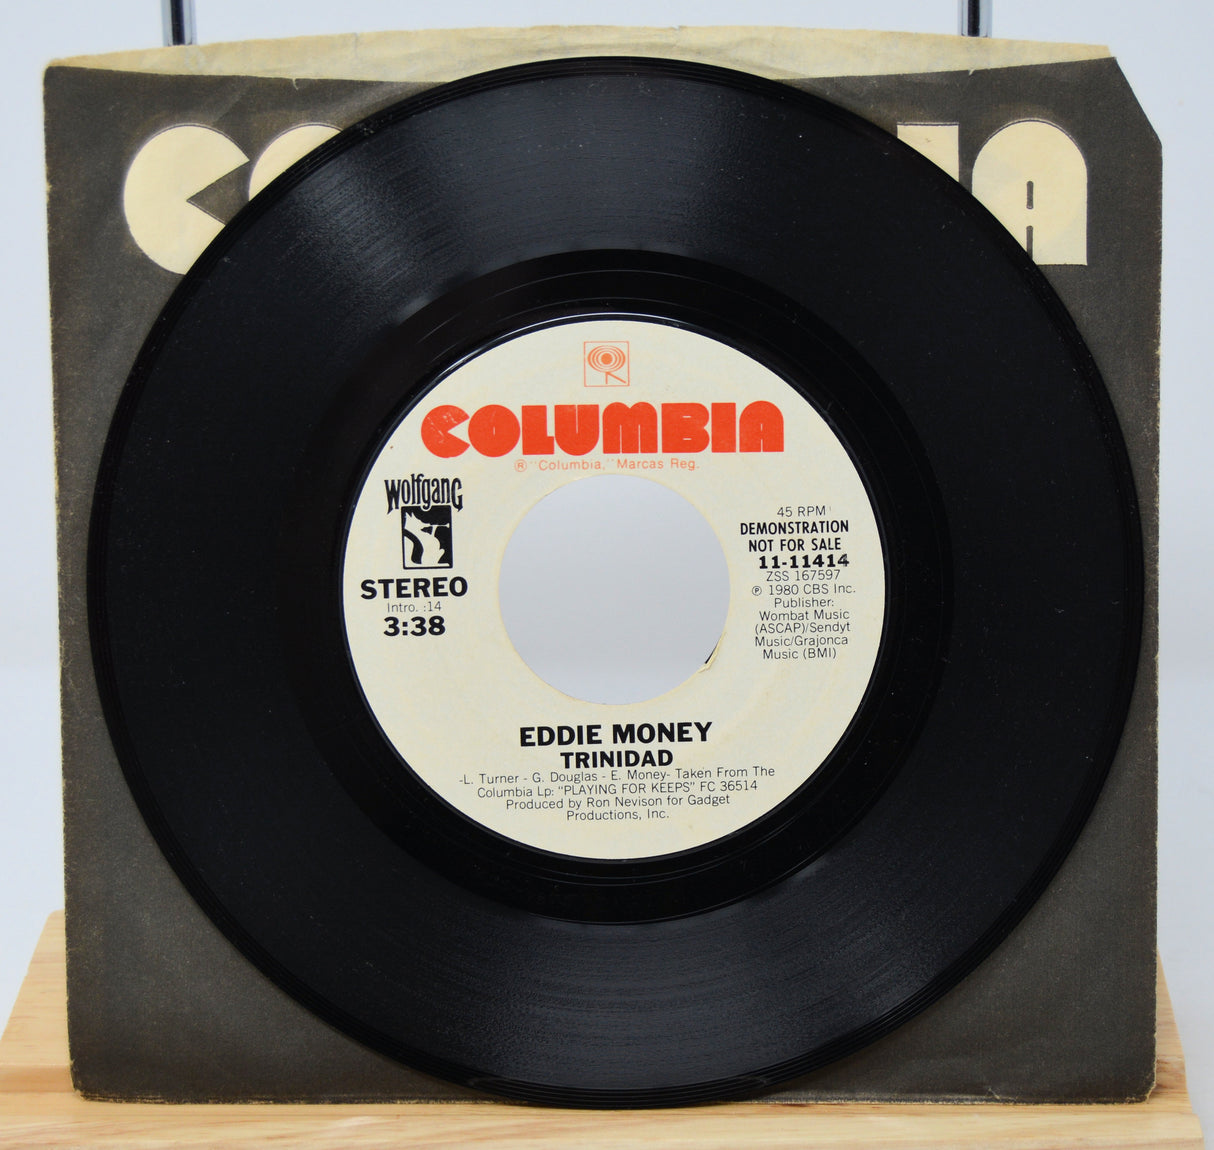 COLUMBIA
® "Columbia," Marcas Reg.
Wolfgang
STEREO
Intro. :14
3:38
45 RPM
DEMONSTRATION
NOT FOR SALE
11-11414
ZSS 167597
℗ 1980 CBS Inc.
Publisher:
Wombat Music
(ASCAP)/Sendyt
Music/Grajonca
Music (BMI)
EDDIE MONEY
TRINIDAD
-L. Turner - G. Douglas - E. Money- Taken From The
Columbia Lp: "PLAYING FOR KEEPS" FC 36514
Produced by Ron Nevison for Gadget
Productions, Inc.